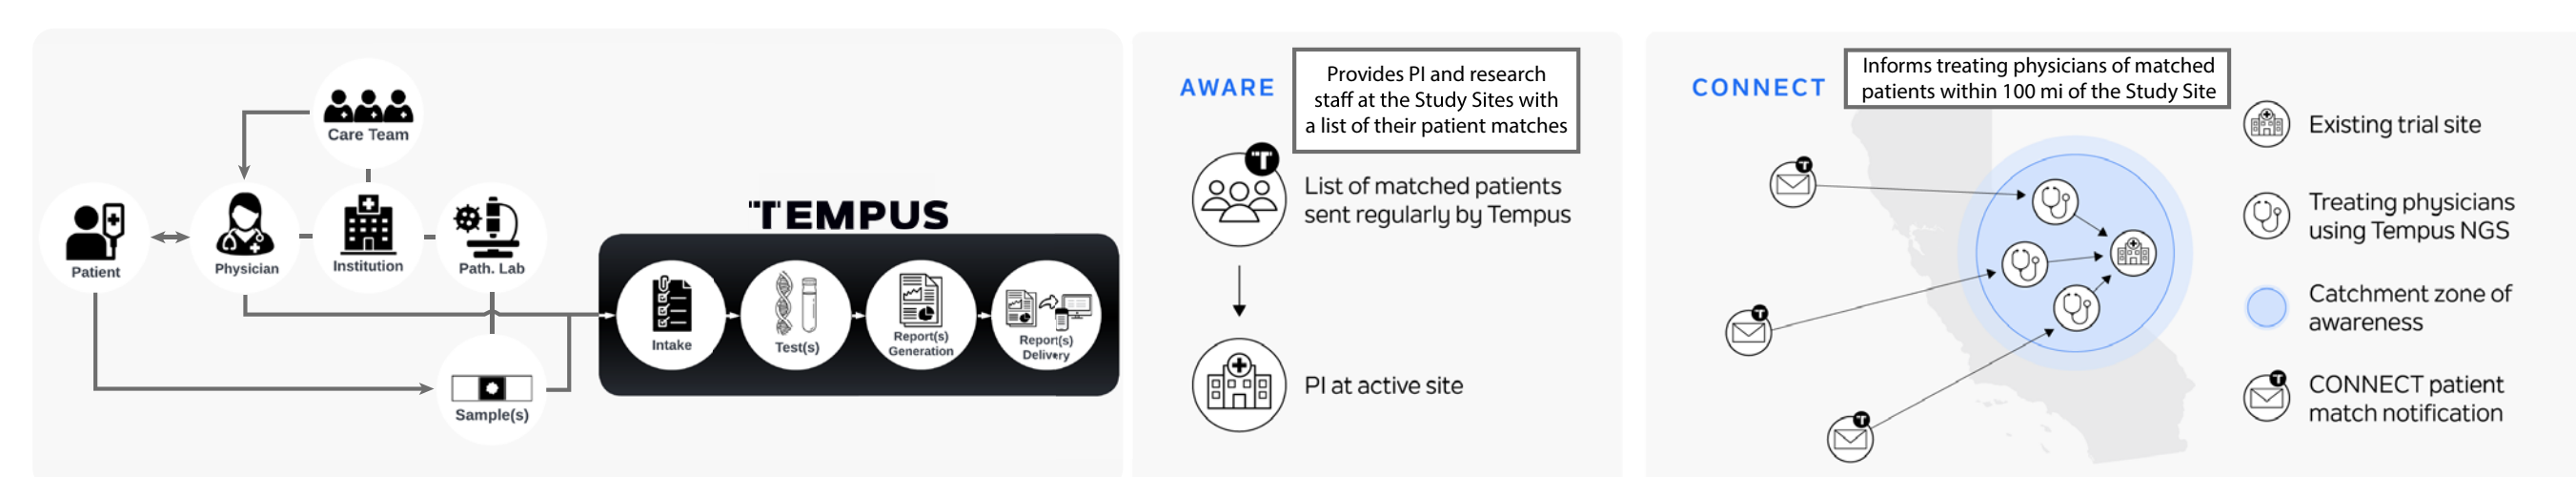 Care Team
Patient
Physician
Institution
Path. Lab
Sample(s)
TEMPUS
Intake
Test(s)
Report(s)
Generation
Report(s)
Delivery
AWARE
Provides PI and research
staff at the Study Sites with
a list of their patient matches
T
List of matched patients
sent regularly by Tempus
PI at active site
CONNECT
Informs treating physicians of matched
patients within 100 mi of the Study Site
T
T
T
Existing trial site
Treating physicians
using Tempus NGS
Catchment zone of
awareness
T
CONNECT patient
match notification